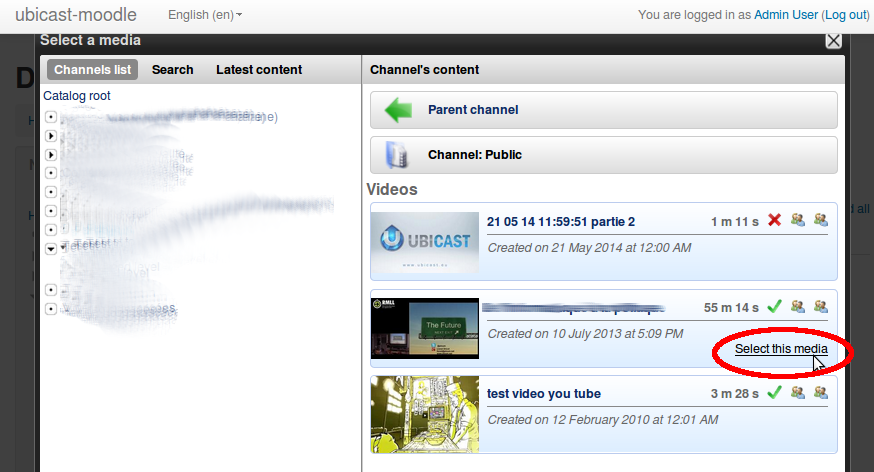 ubicast-moodle English (en) You are logged in as Admin User (Log out)
Select a media
Channels list Search Latest content
Catalog root
Channel's content
Parent channel
Channel: Public
Videos
UBICAST
21 05 14 11:59:51 partie 2 1 m 11 s
Created on 21 May 2014 at 12:00 AM
RMLL
The Future
55 m 14 s
Created on 10 July 2013 at 5:09 PM
Select this media
test video you tube 3 m 28 s
Created on 12 February 2010 at 12:01 AM
d all